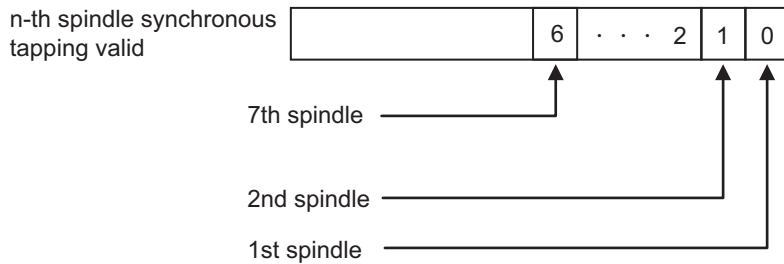 n-th spindle synchronous
tapping valid
6 · · · 2 1 0
7th spindle
2nd spindle
1st spindle